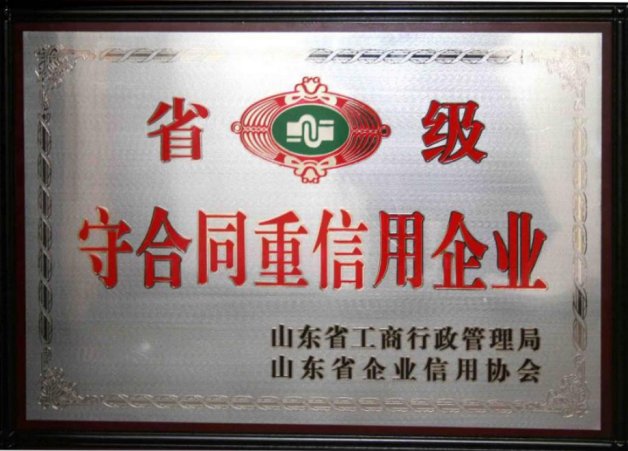 省级
守合同重信用企业
山东省工商行政管理局
山东省企业信用协会